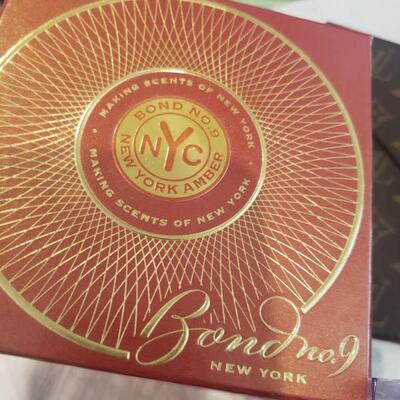 MAKING SCENTS OF NEW YORK
BOND NO.9
NYC
NEW YORK AMBER
MAKING SCENTS OF NEW YORK
Bond no.9
NEW YORK